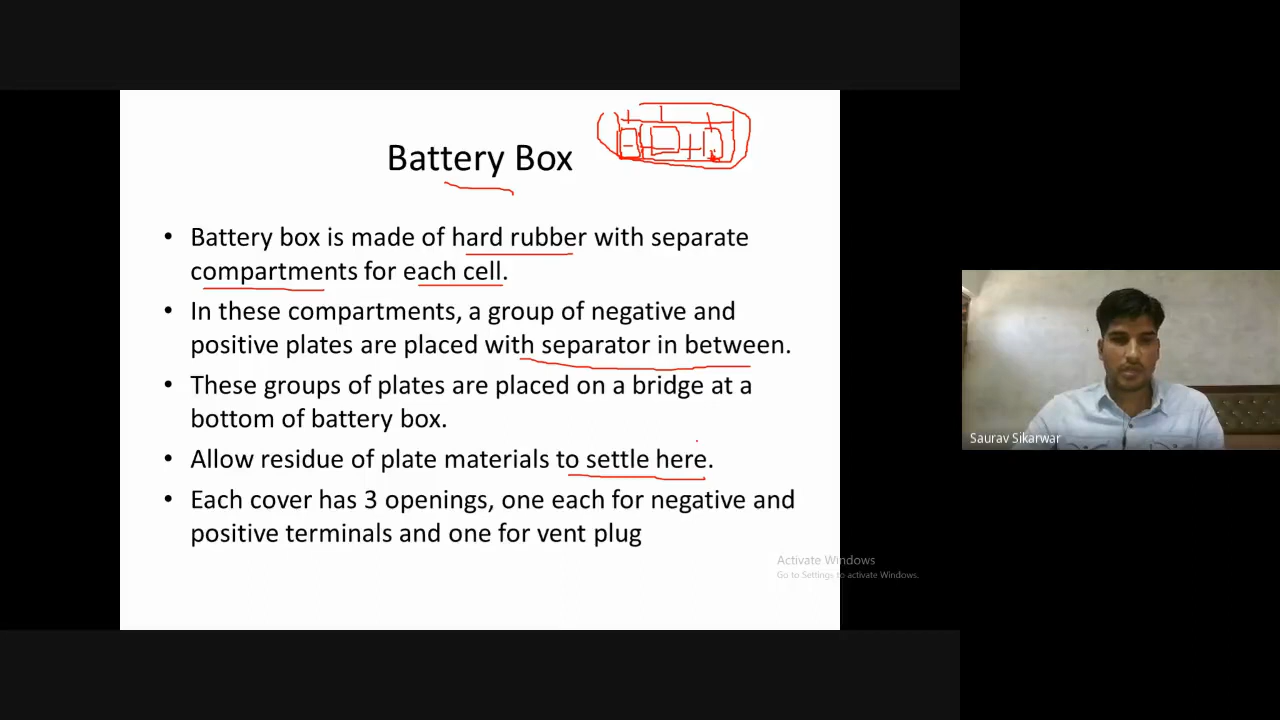 Battery Box
• Battery box is made of hard rubber with separate
compartments for each cell.
• In these compartments, a group of negative and
positive plates are placed with separator in between.
• These groups of plates are placed on a bridge at a
bottom of battery box.
• Allow residue of plate materials to settle here.
• Each cover has 3 openings, one each for negative and
positive terminals and one for vent plug
Activate Windows
Go to Settings to activate Windows.
Saurav Sikarwar